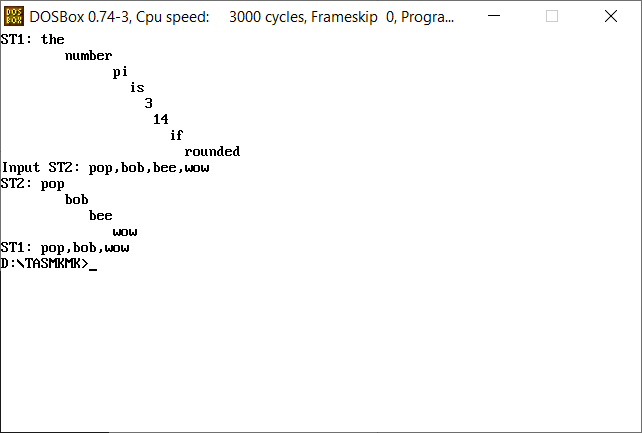 DOS BOX
DOSBox 0.74-3, Cpu speed: 3000 cycles, Frameskip 0, Progra...
ST1: the
number
pi
is
3
14
if
rounded
Input ST2: pop,bob,bee,wow
ST2: pop
bob
bee
wow
ST1: pop,bob,wow
D:\TASMKMK>_